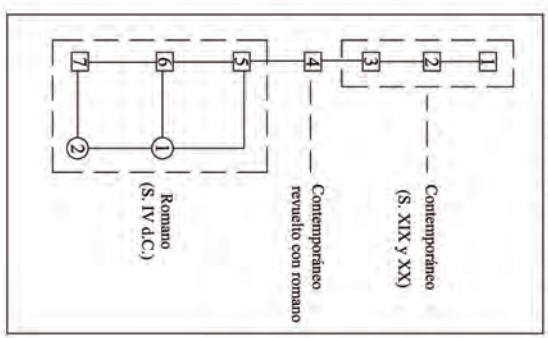 1
2
Contemporáneo
(S. XIX y XX)
3
4
Contemporáneo
revuelto con romano
5
6
1
Romano
(S. IV d.C.)
7
2